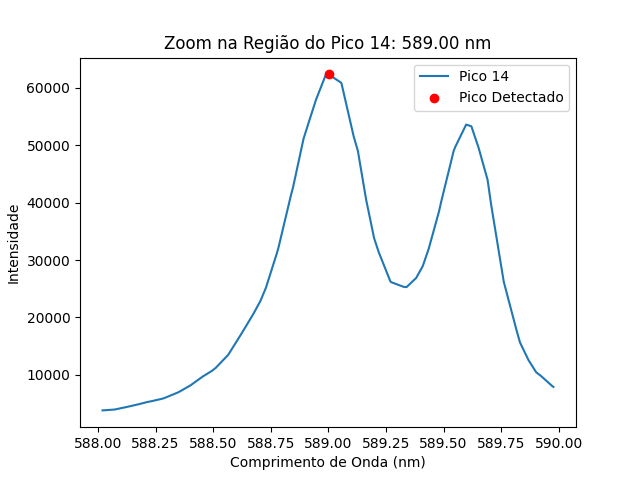 Zoom na Região do Pico 14: 589.00 nm
Pico 14
Pico Detectado
Intensidade
60000
50000
40000
30000
20000
10000
588.00 588.25 588.50 588.75 589.00 589.25 589.50 589.75 590.00
Comprimento de Onda (nm)